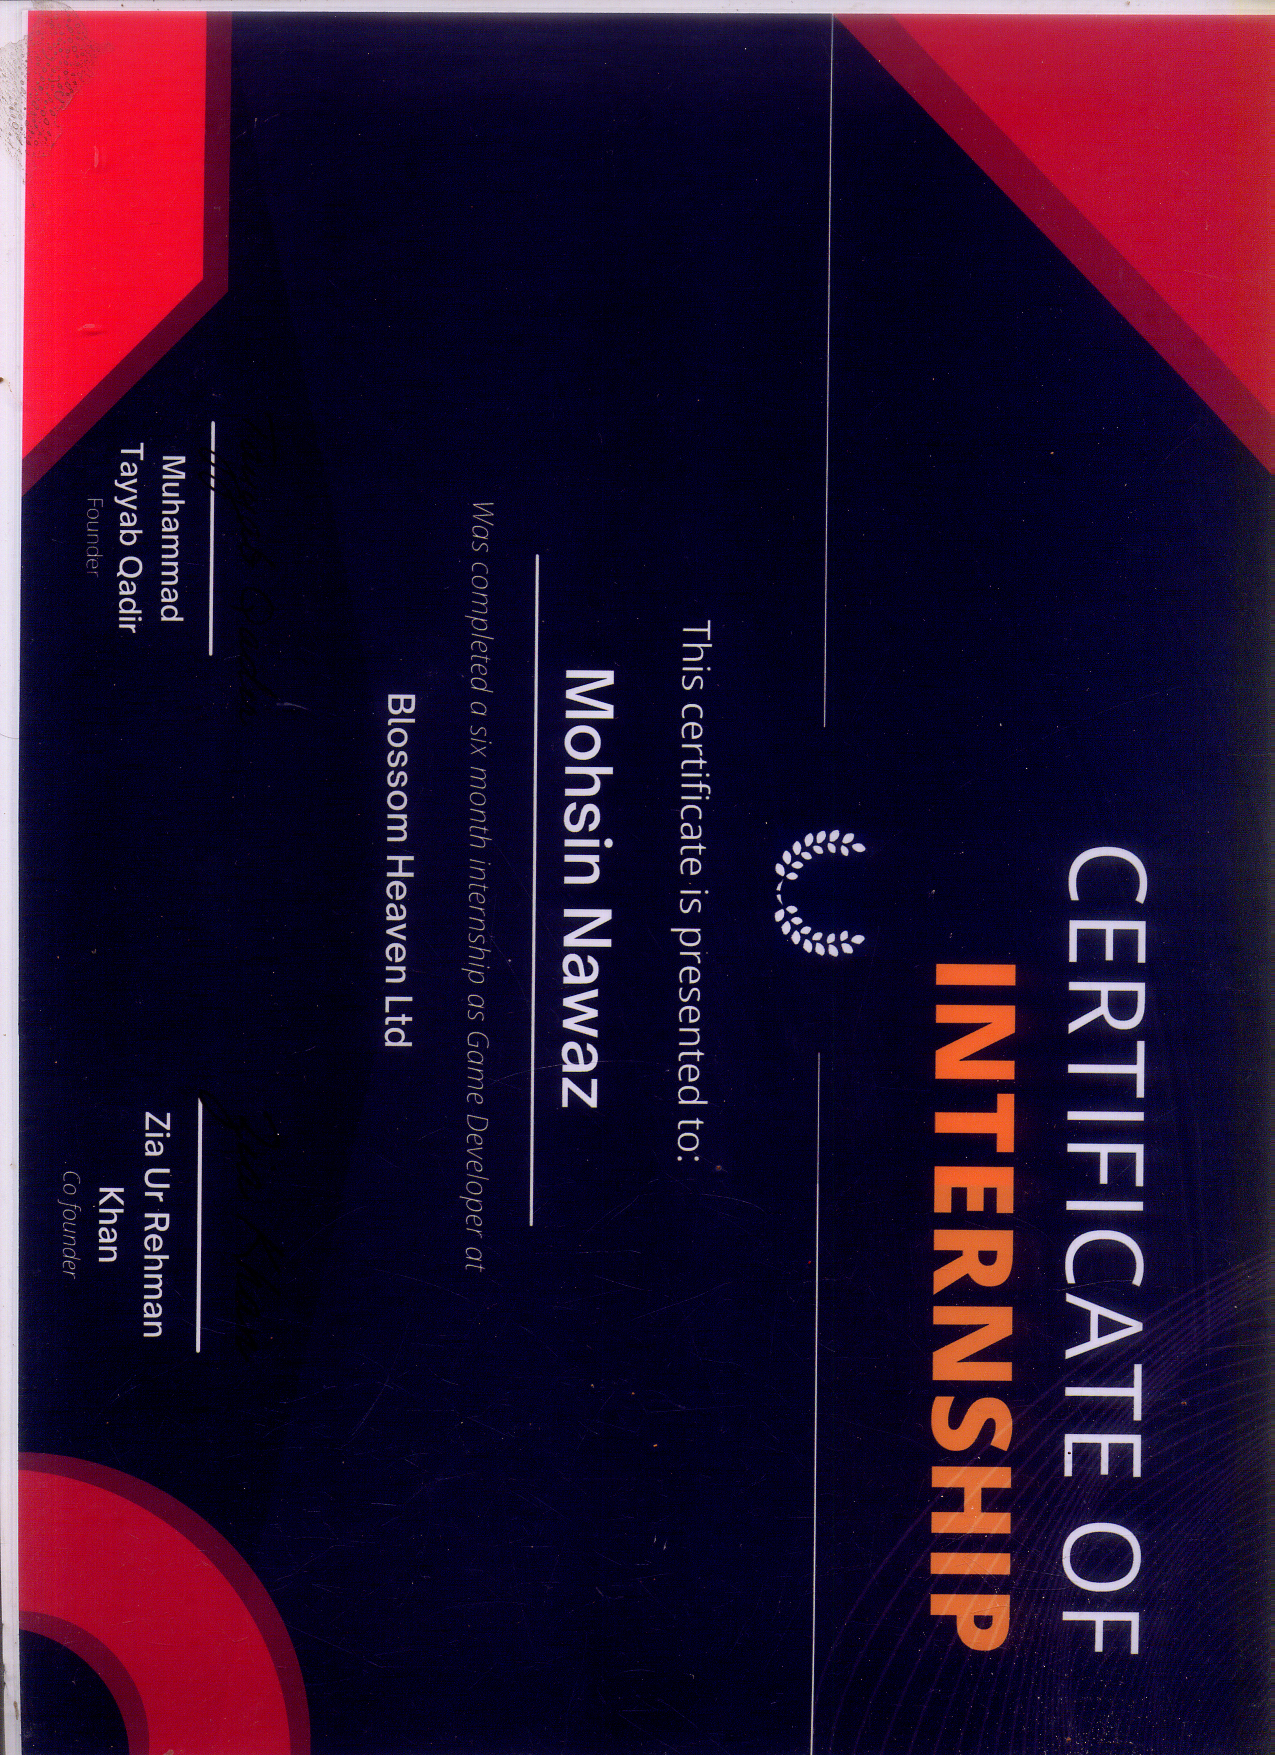 CERTIFICATE OF
INTERNSHIP
This certificate is presented to:
Mohsin Nawaz
Was completed a six month internship as Game Developer at
Blossom Heaven Ltd
Tayyab Qadir
Zia Khan
Muhammad
Tayyab Qadir
Founder
Zia Ur Rehman
Khan
Co founder